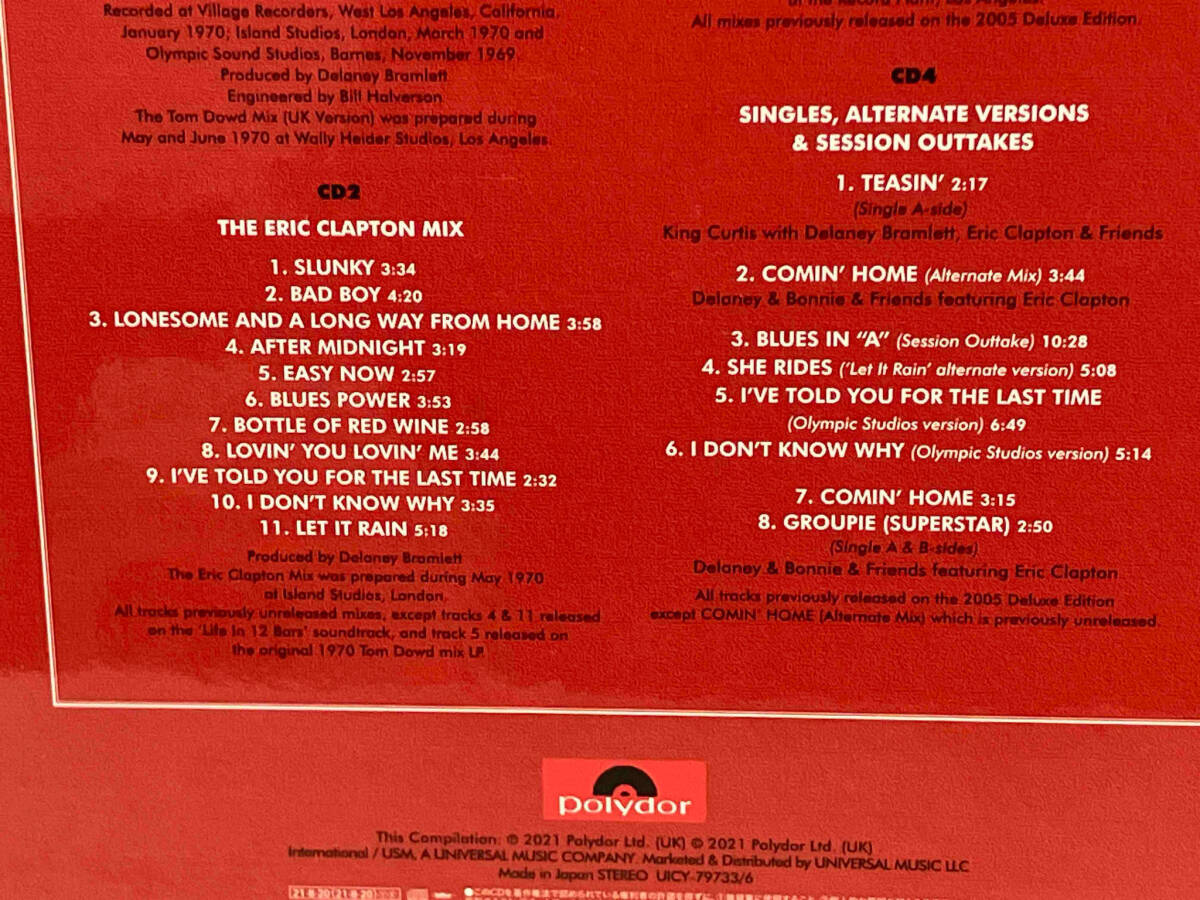 Recorded at Village Recorders, West Los Angeles, California,
January 1970; Island Studios, London, March 1970 and
Olympic Sound Studios, Barnes, November 1969.
Produced by Delaney Bramlett
Engineered by Bill Halverson
The Tom Dowd Mix (UK Version) was prepared during
May and June 1970 at Wally Heider Studios, Los Angeles.
CD2
THE ERIC CLAPTON MIX
1. SLUNKY 3:34
2. BAD BOY 4:20
3. LONESOME AND A LONG WAY FROM HOME 3:58
4. AFTER MIDNIGHT 3:19
5. EASY NOW 2:57
6. BLUES POWER 3:53
7. BOTTLE OF RED WINE 2:58
8. LOVIN' YOU LOVIN' ME 3:44
9. I'VE TOLD YOU FOR THE LAST TIME 2:32
10. I DON'T KNOW WHY 3:35
11. LET IT RAIN 5:18
Produced by Delaney Bramlett
The Eric Clapton Mix was prepared during May 1970
at Island Studios, London.
All tracks previously unreleased mixes, except tracks 4 & 11 released
on the 'Life In 12 Bars' soundtrack, and track 5 released on
the original 1970 Tom Dowd mix LP.
at the Record Plant, Los Angeles.
All mixes previously released on the 2005 Deluxe Edition.
CD4
SINGLES, ALTERNATE VERSIONS
& SESSION OUTTAKES
1. TEASIN' 2:17
(Single A-side)
King Curtis with Delaney Bramlett, Eric Clapton & Friends
2. COMIN' HOME (Alternate Mix) 3:44
Delaney & Bonnie & Friends featuring Eric Clapton
3. BLUES IN "A" (Session Outtake) 10:28
4. SHE RIDES ('Let It Rain' alternate version) 5:08
5. I'VE TOLD YOU FOR THE LAST TIME
(Olympic Studios version) 6:49
6. I DON'T KNOW WHY (Olympic Studios version) 5:14
7. COMIN' HOME 3:15
8. GROUPIE (SUPERSTAR) 2:50
(Single A & B-sides)
Delaney & Bonnie & Friends featuring Eric Clapton
All tracks previously released on the 2005 Deluxe Edition
except COMIN' HOME (Alternate Mix) which is previously unreleased.
polydor
This Compilation: ℗ 2021 Polydor Ltd. (UK) © 2021 Polydor Ltd. (UK)
International / USM, A UNIVERSAL MUSIC COMPANY. Marketed & Distributed by UNIVERSAL MUSIC LLC
Made in Japan STEREO UICY-79733/6
21-8-20(21-8-20)